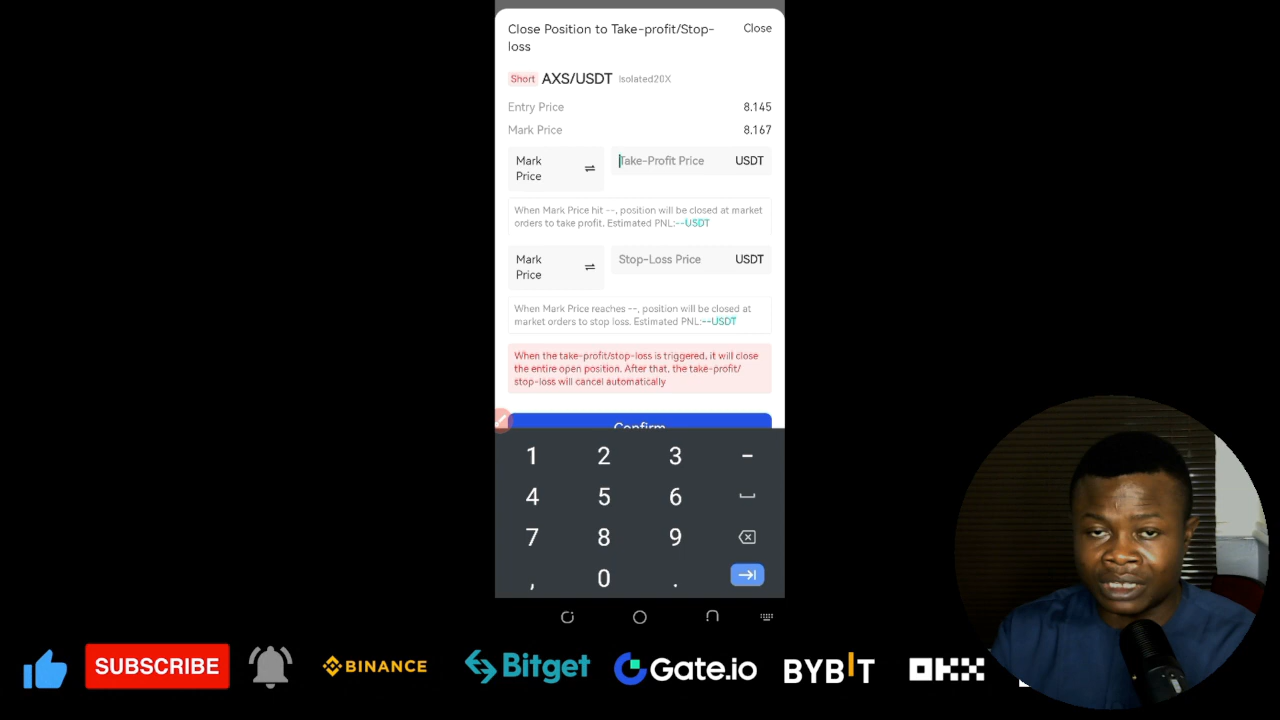 Close Position to Take-profit/Stop-
loss
Close
Short AXS/USDT Isolated20X
Entry Price 8.145
Mark Price 8.167
Mark
Price
Take-Profit Price USDT
When Mark Price hit --, position will be closed at market
orders to take profit. Estimated PNL:--USDT
Mark
Price
Stop-Loss Price USDT
When Mark Price reaches --, position will be closed at
market orders to stop loss. Estimated PNL:--USDT
When the take-profit/stop-loss is triggered, it will close
the entire open position. After that, the take-profit/
stop-loss will cancel automatically
Confirm
1 2 3 -
4 5 6
7 8 9
, 0 .
SUBSCRIBE BINANCE Bitget Gate.io BYBIT OKX